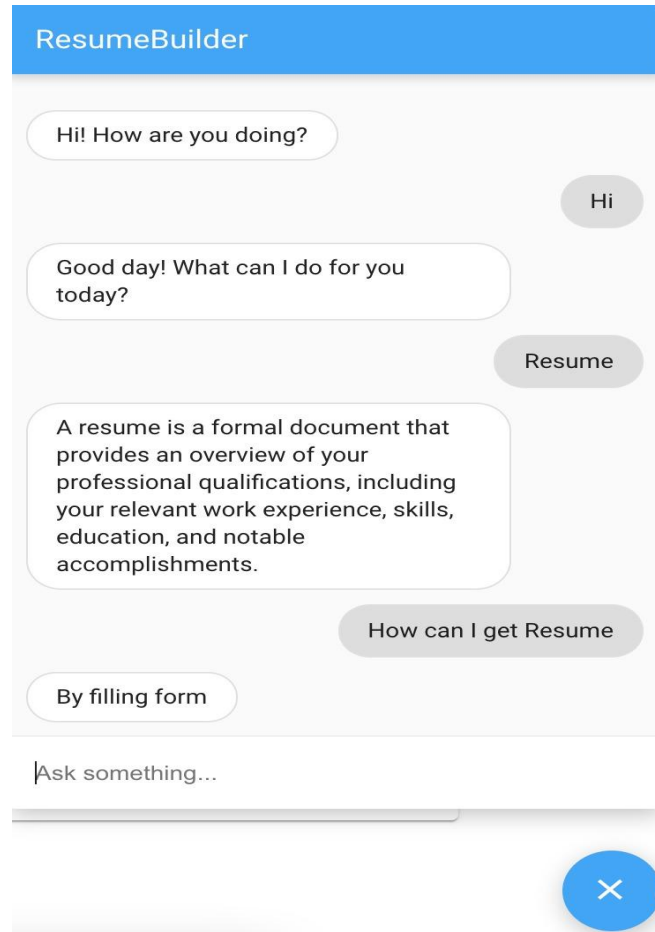 ResumeBuilder
Hi! How are you doing?
Hi
Good day! What can I do for you
today?
Resume
A resume is a formal document that
provides an overview of your
professional qualifications, including
your relevant work experience, skills,
education, and notable
accomplishments.
How can I get Resume
By filling form
Ask something...